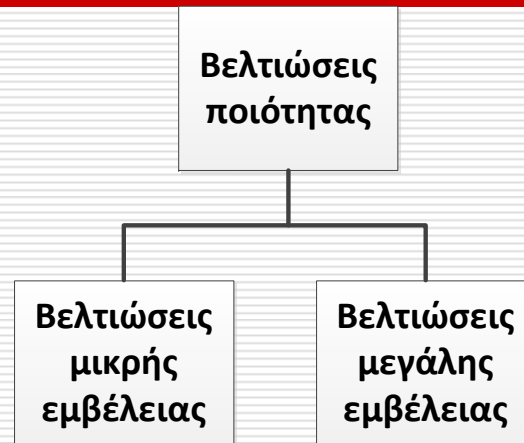 Βελτιώσεις
ποιότητας
Βελτιώσεις
μικρής
εμβέλειας
Βελτιώσεις
μεγάλης
εμβέλειας